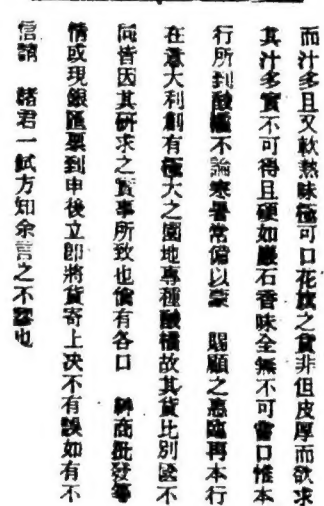 而汁多且又軟熟味極可口花旗之貨非但皮厚而欲求
其汁多實不可得且硬如巖石香味全無不可嘗口惟本
行所到酸橘不論寒暑常備以蒙 賜顧之惠臨再本行
在意大利創有極大之園地專種酸橘故其貨比別國不
同皆因其研求之實事所致也倘有各口 紳商批發等
情或現銀匯票到申後立即將貨寄上决不有誤如有不
信請 諸君一試方知余言之不謬也